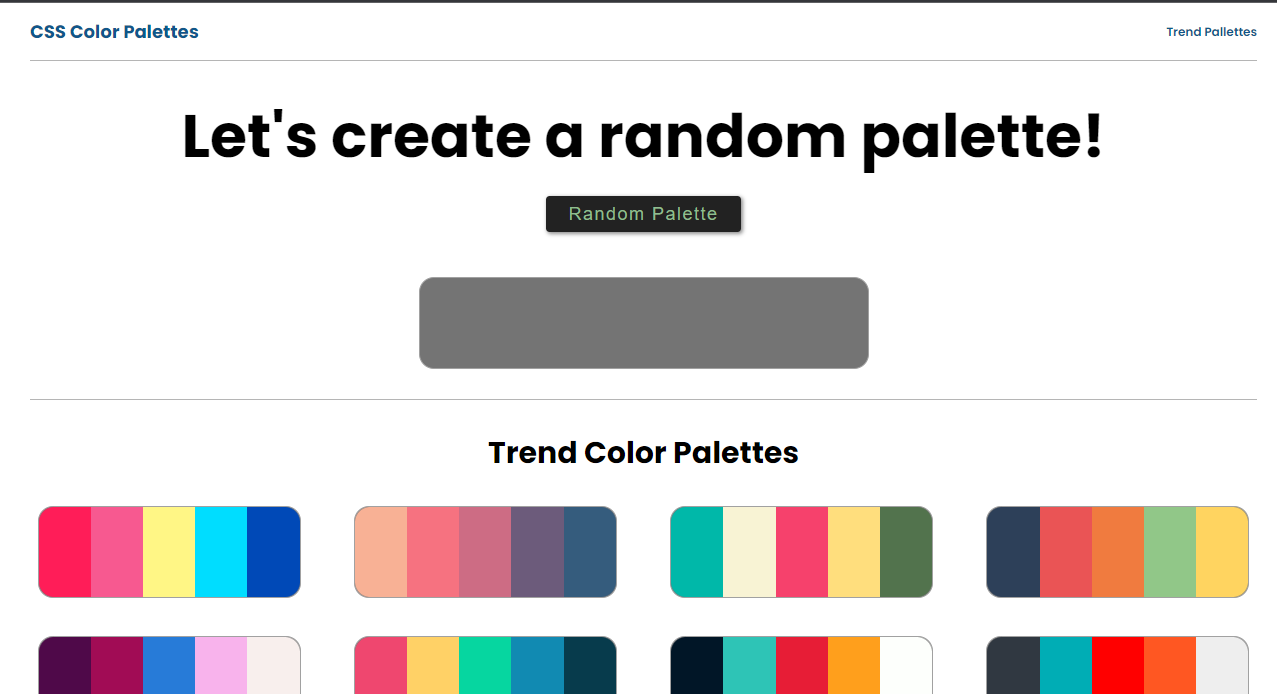 CSS Color Palettes
Trend Pallettes
Let's create a random palette!
Random Palette
Trend Color Palettes